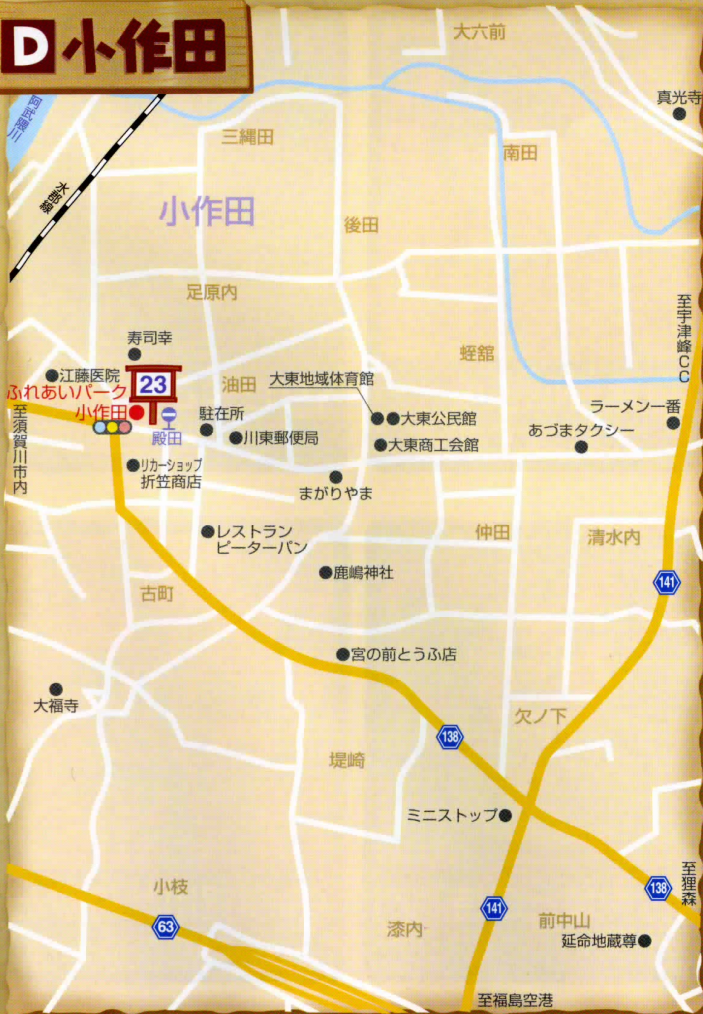 D 小作田
大六前
阿武隈川
真光寺
三縄田
南田
水郡線
小作田
後田
足原内
至宇津峰CC
寿司幸
蛭舘
江藤医院
23
油田
大東地域体育館
ふれあいパーク
小作田
至須賀川市内
殿田
駐在所
川東郵便局
大東公民館
大東商工会館
ラーメン一番
あづまタクシー
リカーショップ
折笠商店
まがりやま
レストラン
ピーターパン
仲田
清水内
鹿嶋神社
141
古町
宮の前とうふ店
大福寺
欠ノ下
138
堤崎
ミニストップ
至狸森
138
小枝
141
63
漆内
前中山
延命地蔵尊
至福島空港